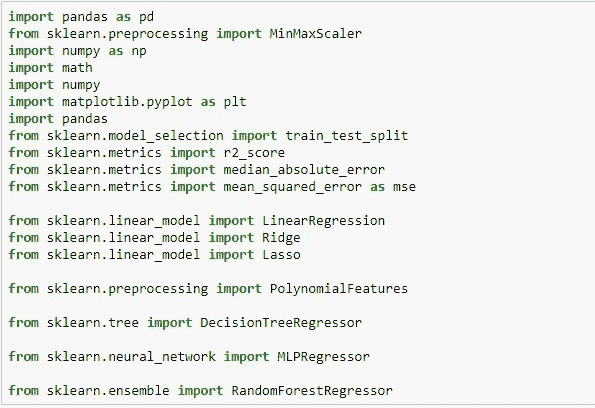 import pandas as pd
from sklearn.preprocessing import MinMaxScaler
import numpy as np
import math
import numpy
import matplotlib.pyplot as plt
import pandas
from sklearn.model_selection import train_test_split
from sklearn.metrics import r2_score
from sklearn.metrics import median_absolute_error
from sklearn.metrics import mean_squared_error as mse
from sklearn.linear_model import LinearRegression
from sklearn.linear_model import Ridge
from sklearn.linear_model import Lasso
from sklearn.preprocessing import PolynomialFeatures
from sklearn.tree import DecisionTreeRegressor
from sklearn.neural_network import MLPRegressor
from sklearn.ensemble import RandomForestRegressor